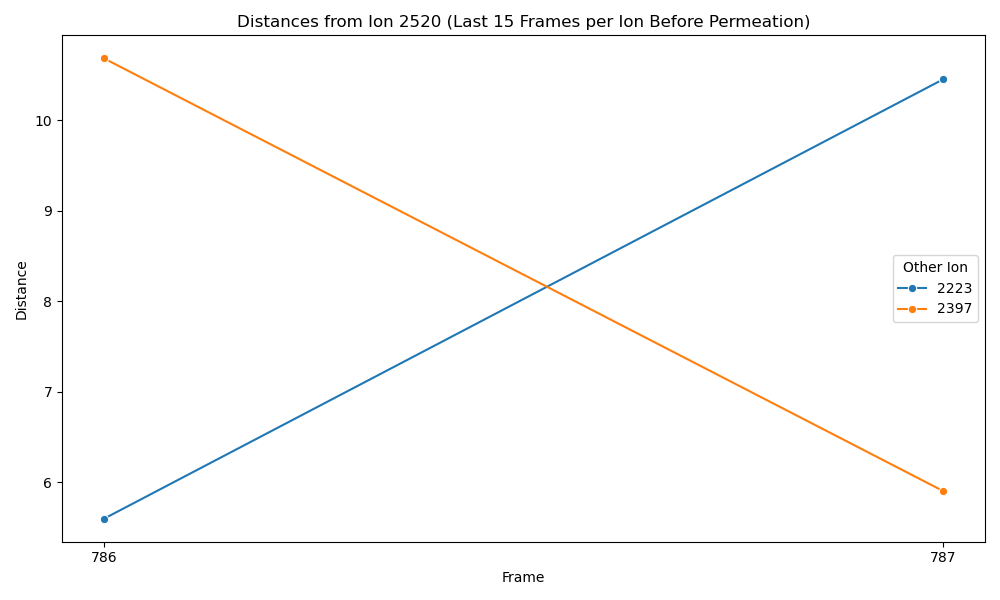 Distances from Ion 2520 (Last 15 Frames per Ion Before Permeation)
Distance
10
9
8
7
6
Other Ion
2223
2397
786
787
Frame